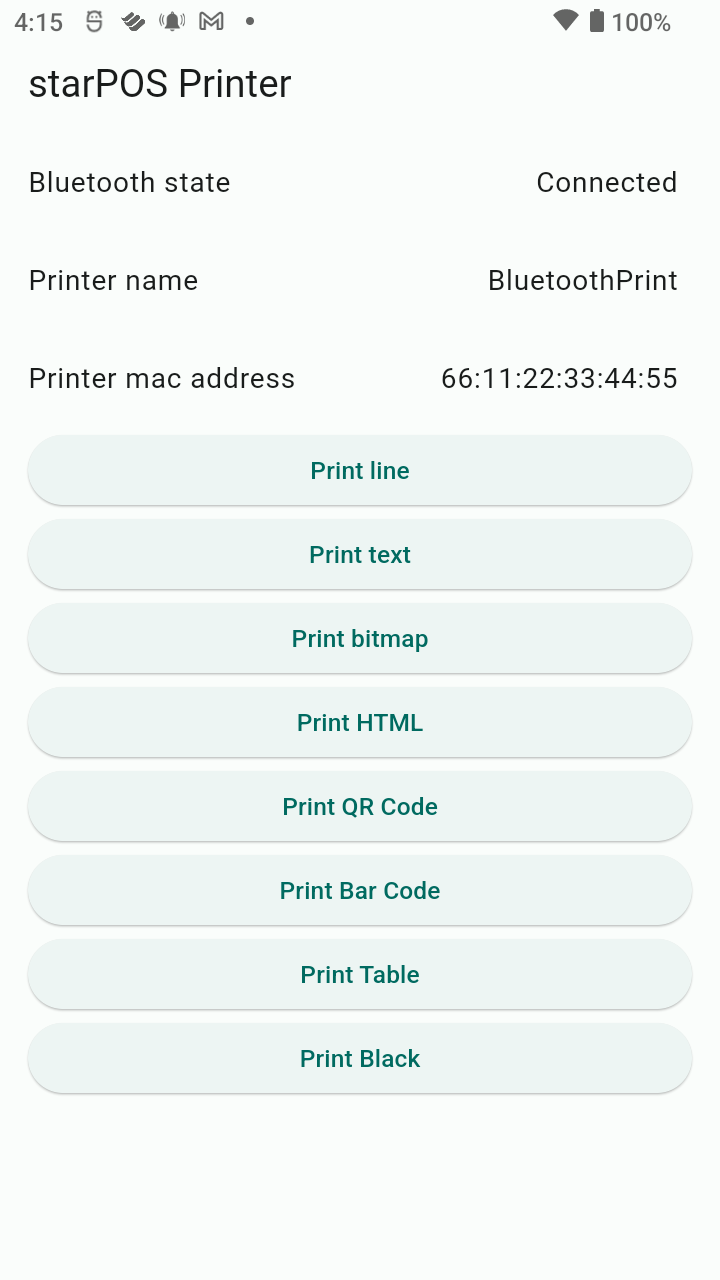 4:15 100%
starPOS Printer
Bluetooth state Connected
Printer name BluetoothPrint
Printer mac address 66:11:22:33:44:55
Print line
Print text
Print bitmap
Print HTML
Print QR Code
Print Bar Code
Print Table
Print Black